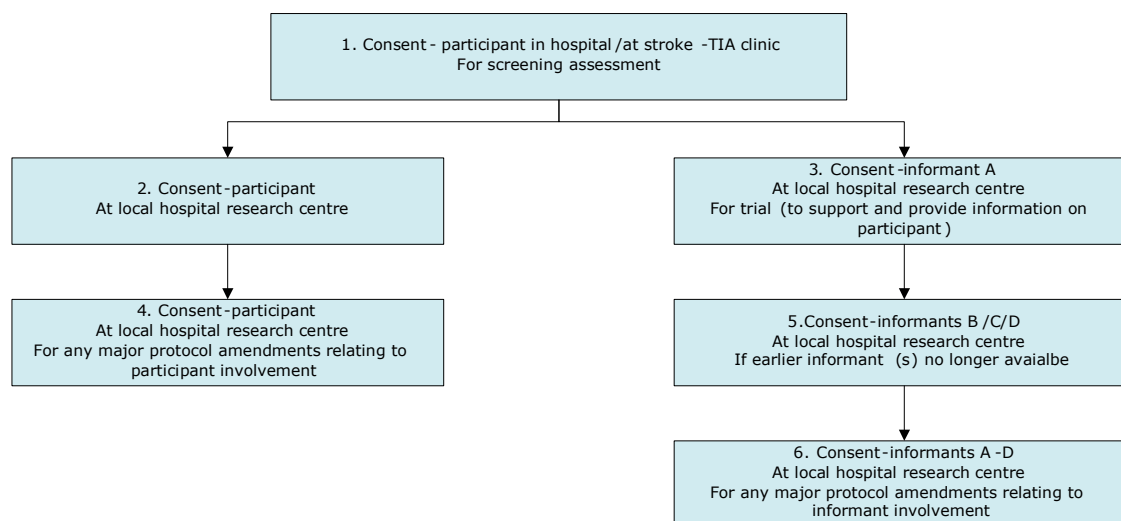 1. Consent - participant in hospital /at stroke -TIA clinic
For screening assessment
2. Consent-participant
At local hospital research centre
3. Consent-informant A
At local hospital research centre
For trial (to support and provide information on
participant )
4. Consent-participant
At local hospital research centre
For any major protocol amendments relating to
participant involvement
5.Consent-informants B /C/D
At local hospital research centre
If earlier informant (s) no longer avaialbe
6. Consent-informants A -D
At local hospital research centre
For any major protocol amendments relating to
informant involvement